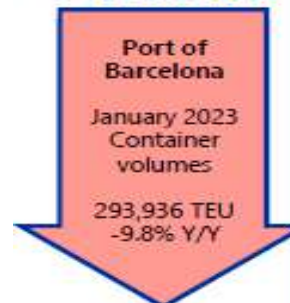 Port of
Barcelona
January 2023
Container
volumes
293,936 TEU
-9.8% Y/Y